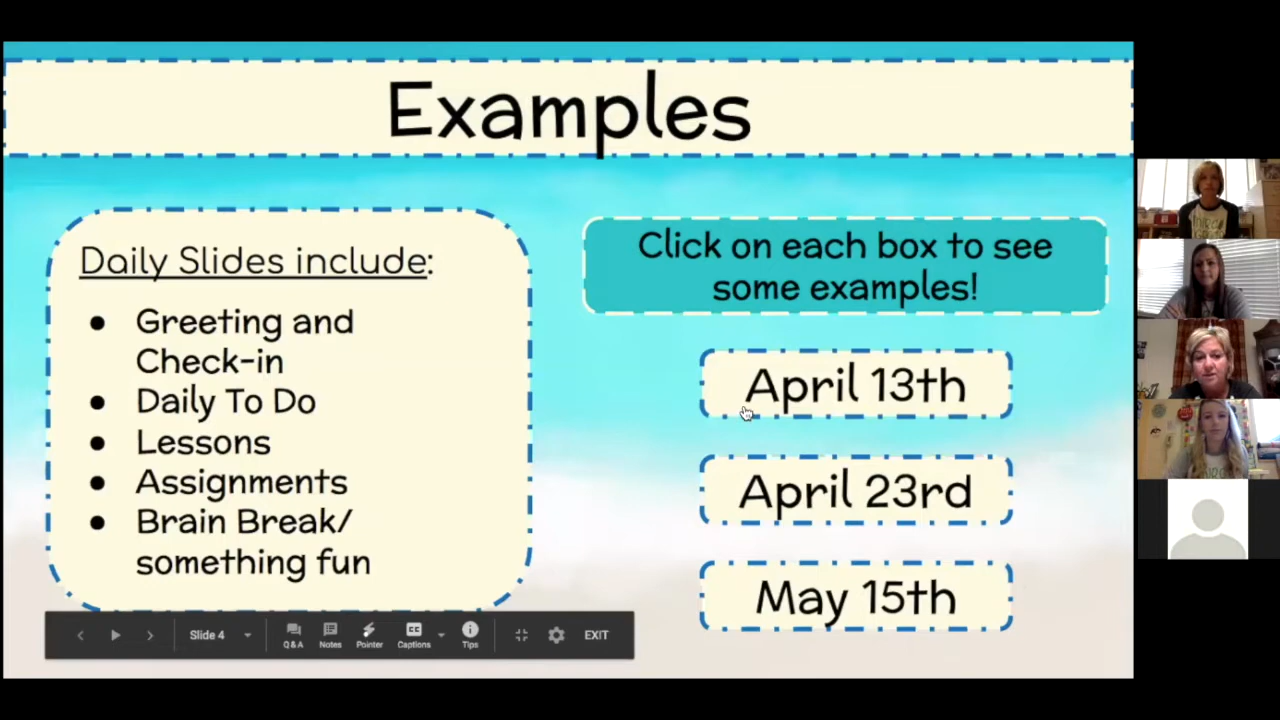 Examples
Daily Slides include:
● Greeting and
Check-in
● Daily To Do
● Lessons
● Assignments
● Brain Break/
something fun
Click on each box to see
some examples!
April 13th
April 23rd
May 15th
Slide 4
Q&A
Notes
Pointer
Captions
Tips
EXIT